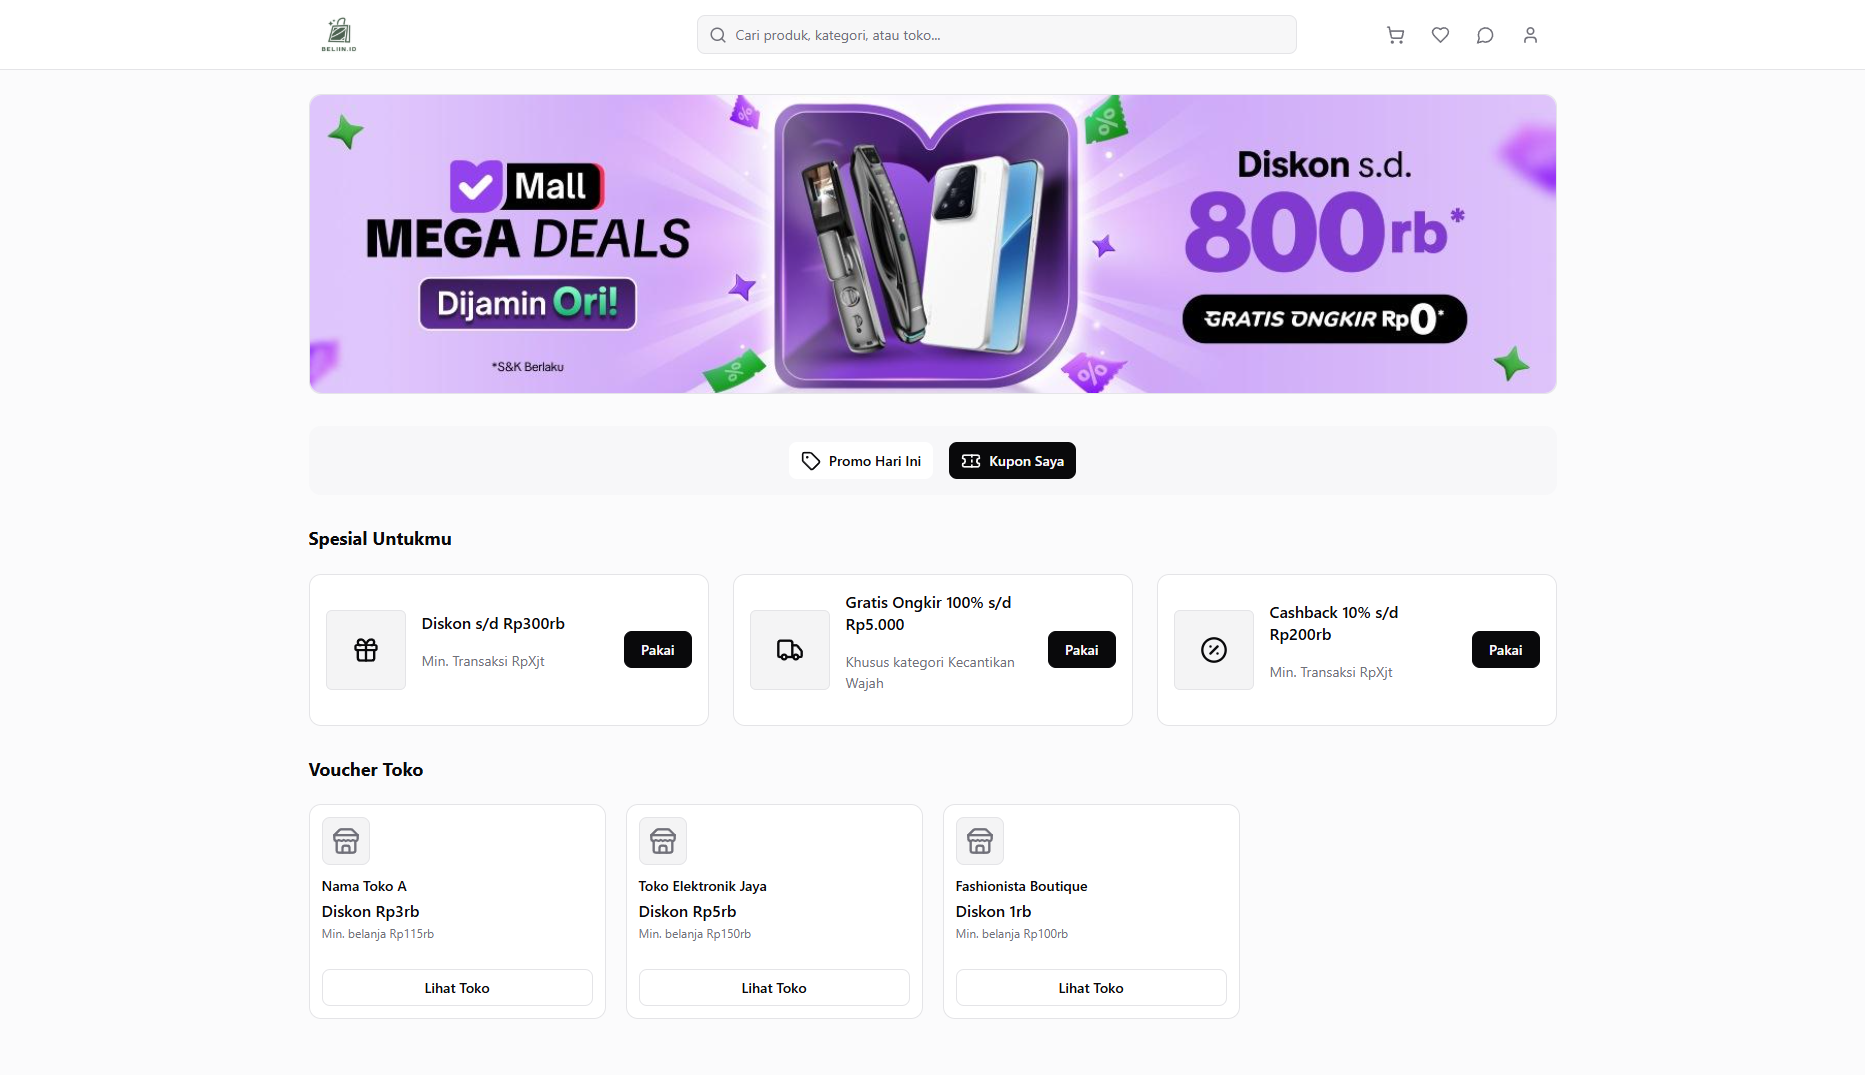 BELIIN.ID
Cari produk, kategori, atau toko...
Mall
MEGA DEALS
Dijamin Ori!
*S&K Berlaku
%
%
%
%
Diskon s.d.
800rb*
GRATIS ONGKIR Rp0*
Promo Hari Ini
Kupon Saya
Spesial Untukmu
Diskon s/d Rp300rb
Min. Transaksi RpXjt
Pakai
Gratis Ongkir 100% s/d
Rp5.000
Khusus kategori Kecantikan
Wajah
Pakai
Cashback 10% s/d
Rp200rb
Min. Transaksi RpXjt
Pakai
Voucher Toko
Nama Toko A
Diskon Rp3rb
Min. belanja Rp115rb
Lihat Toko
Toko Elektronik Jaya
Diskon Rp5rb
Min. belanja Rp150rb
Lihat Toko
Fashionista Boutique
Diskon 1rb
Min. belanja Rp100rb
Lihat Toko